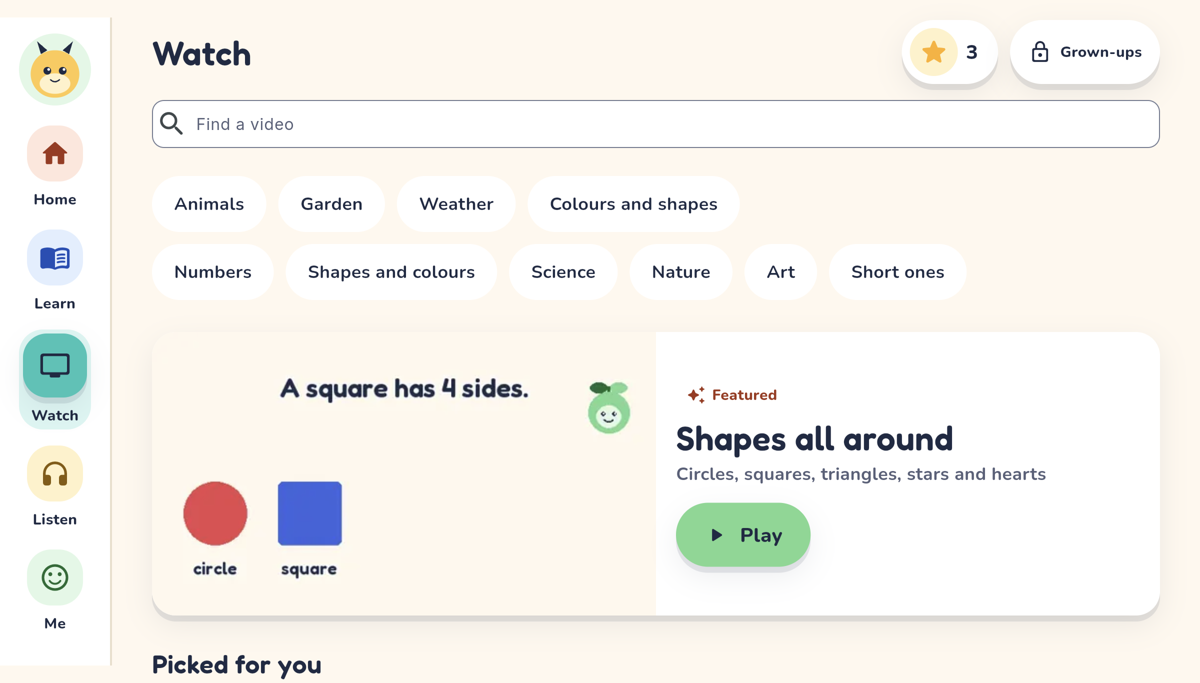 Watch
3
Grown-ups
Find a video
Home
Learn
Watch
Listen
Me
Animals
Garden
Weather
Colours and shapes
Numbers
Shapes and colours
Science
Nature
Art
Short ones
A square has 4 sides.
circle
square
Featured
Shapes all around
Circles, squares, triangles, stars and hearts
Play
Picked for you